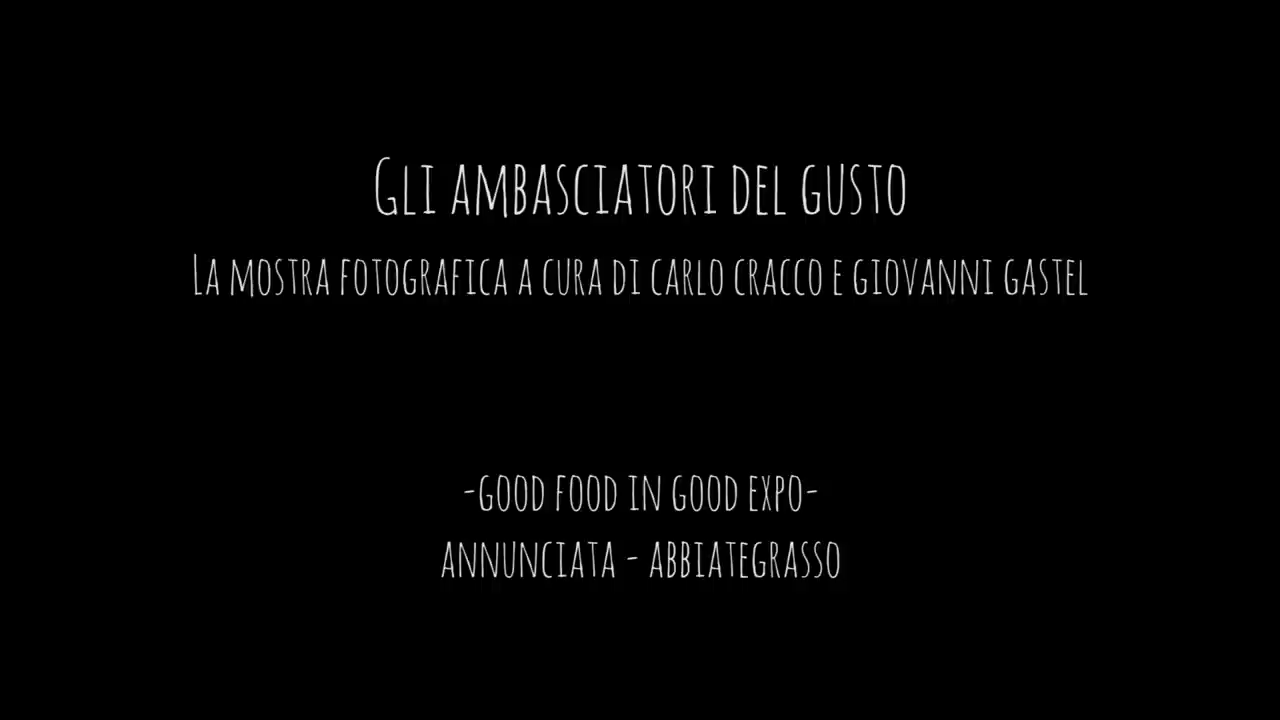 Gli ambasciatori del gusto
La mostra fotografica a cura di carlo cracco e giovanni gastel
-good food in good expo-
annunciata - abbiategrasso